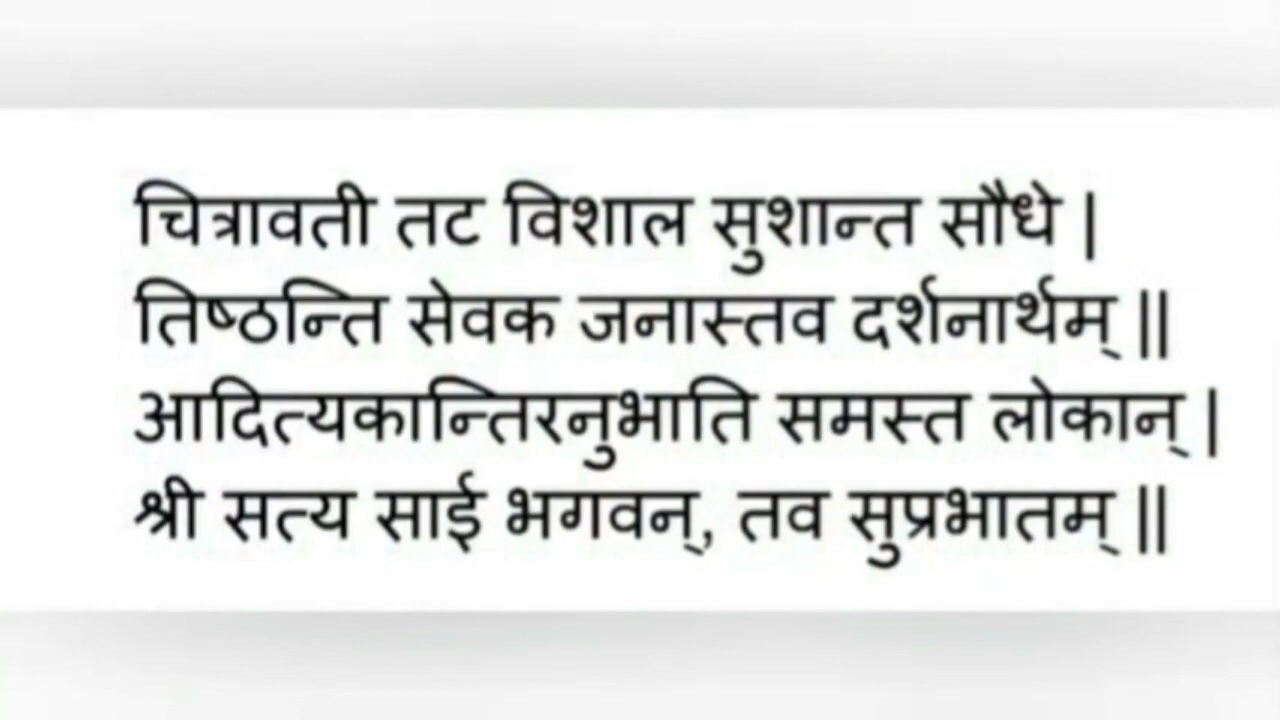 चित्रावती तट विशाल सुशान्त सौधे |
तिष्ठन्ति सेवक जनास्तव दर्शनार्थम् ||
आदित्यकान्तिरनुभाति समस्त लोकान् |
श्री सत्य साई भगवन्, तव सुप्रभातम् ||